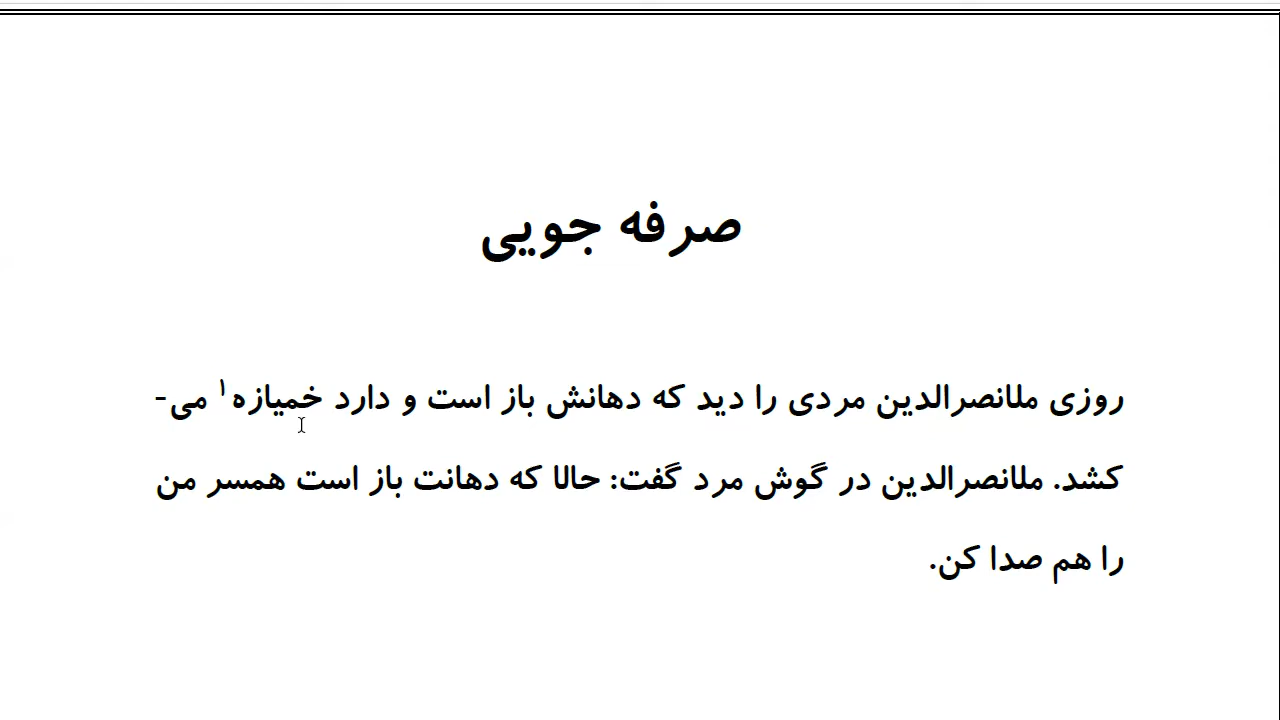 صرفه جویی
روزی ملانصرالدین مردی را دید که دهانش باز است و دارد خمیازه۱ می-
کشد. ملانصرالدین در گوش مرد گفت: حالا که دهانت باز است همسر من
را هم صدا کن.